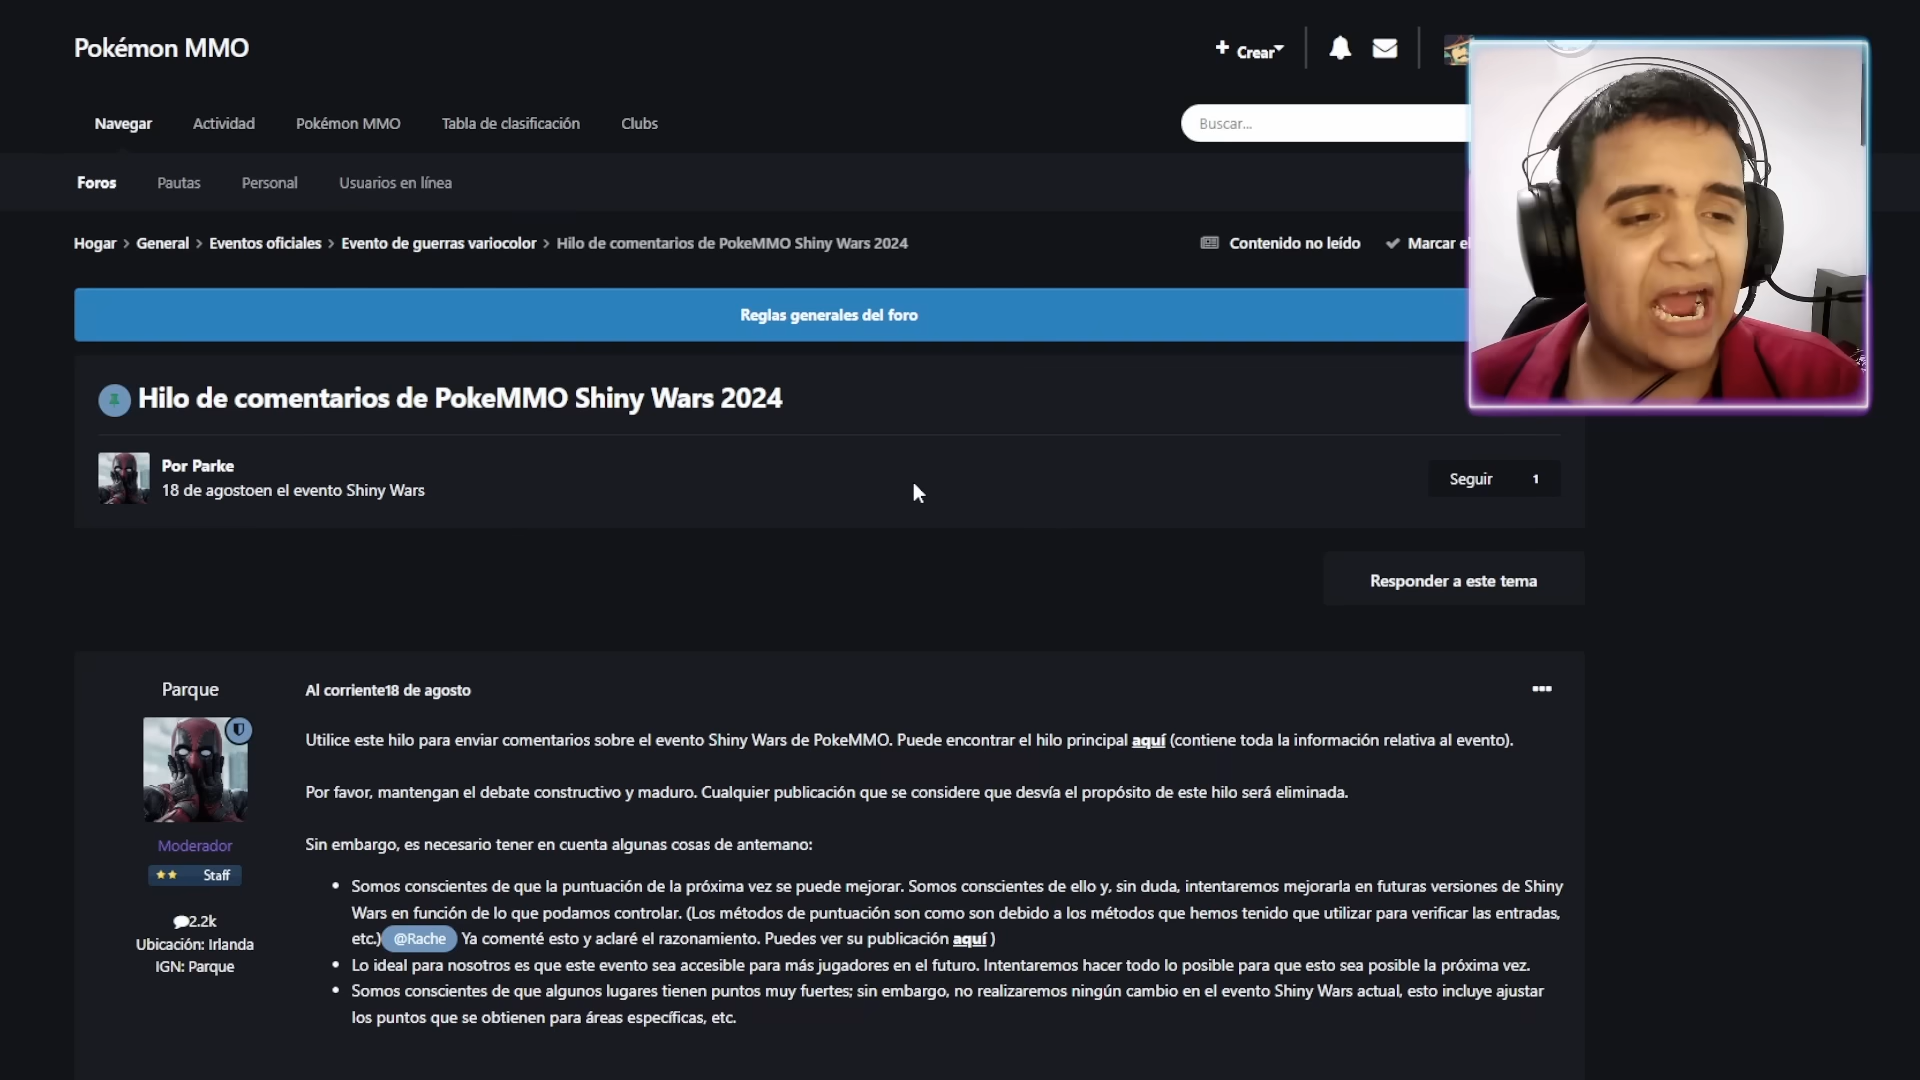 Pokémon MMO
+ Crear
Navegar Actividad Pokémon MMO Tabla de clasificación Clubs
Buscar...
Foros Pautas Personal Usuarios en línea
Hogar > General > Eventos oficiales > Evento de guerras variocolor > Hilo de comentarios de PokeMMO Shiny Wars 2024
Contenido no leído Marcar el
Reglas generales del foro
Hilo de comentarios de PokeMMO Shiny Wars 2024
Por Parke
18 de agostoen el evento Shiny Wars
Seguir 1
Responder a este tema
Parque
Moderador
Staff
2.2k
Ubicación: Irlanda
IGN: Parque
Al corriente18 de agosto
Utilice este hilo para enviar comentarios sobre el evento Shiny Wars de PokeMMO. Puede encontrar el hilo principal aquí (contiene toda la información relativa al evento).
Por favor, mantengan el debate constructivo y maduro. Cualquier publicación que se considere que desvía el propósito de este hilo será eliminada.
Sin embargo, es necesario tener en cuenta algunas cosas de antemano:
• Somos conscientes de que la puntuación de la próxima vez se puede mejorar. Somos conscientes de ello y, sin duda, intentaremos mejorarla en futuras versiones de Shiny
Wars en función de lo que podamos controlar. (Los métodos de puntuación son como son debido a los métodos que hemos tenido que utilizar para verificar las entradas,
etc.) @Rache Ya comenté esto y aclaré el razonamiento. Puedes ver su publicación aquí )
• Lo ideal para nosotros es que este evento sea accesible para más jugadores en el futuro. Intentaremos hacer todo lo posible para que esto sea posible la próxima vez.
• Somos conscientes de que algunos lugares tienen puntos muy fuertes; sin embargo, no realizaremos ningún cambio en el evento Shiny Wars actual, esto incluye ajustar
los puntos que se obtienen para áreas específicas, etc.